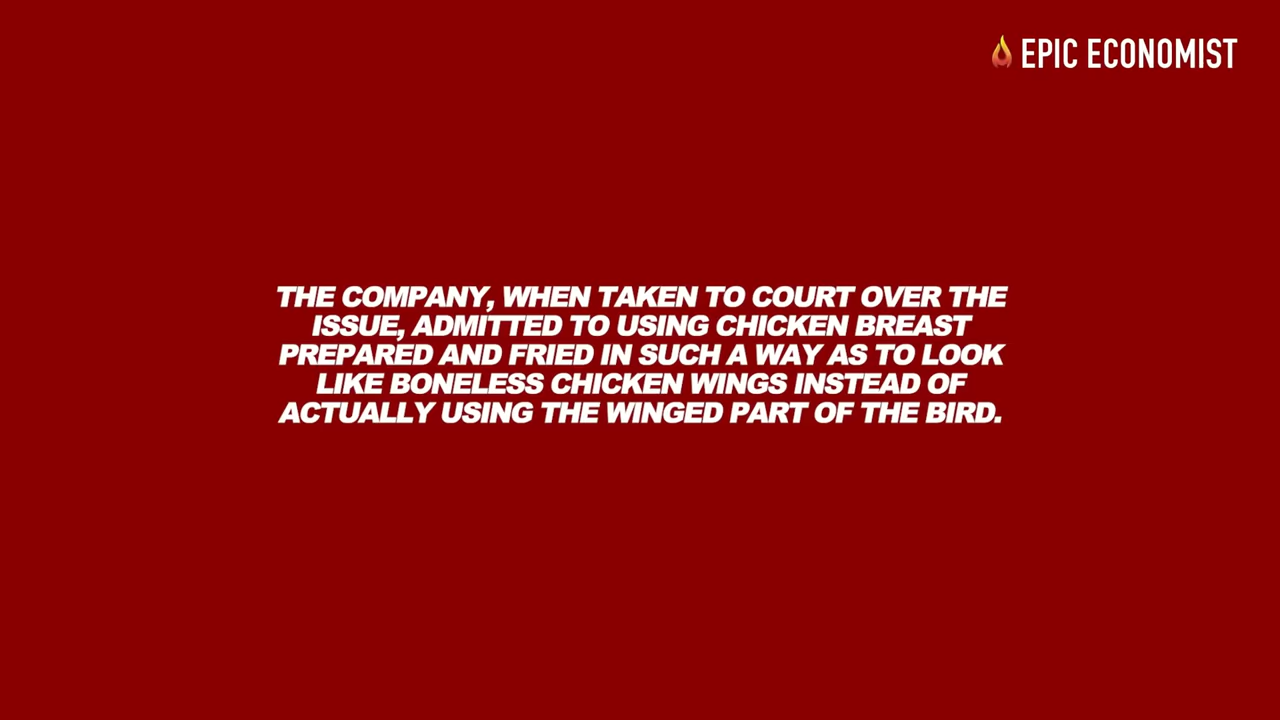 EPIC ECONOMIST
THE COMPANY, WHEN TAKEN TO COURT OVER THE
ISSUE, ADMITTED TO USING CHICKEN BREAST
PREPARED AND FRIED IN SUCH A WAY AS TO LOOK
LIKE BONELESS CHICKEN WINGS INSTEAD OF
ACTUALLY USING THE WINGED PART OF THE BIRD.